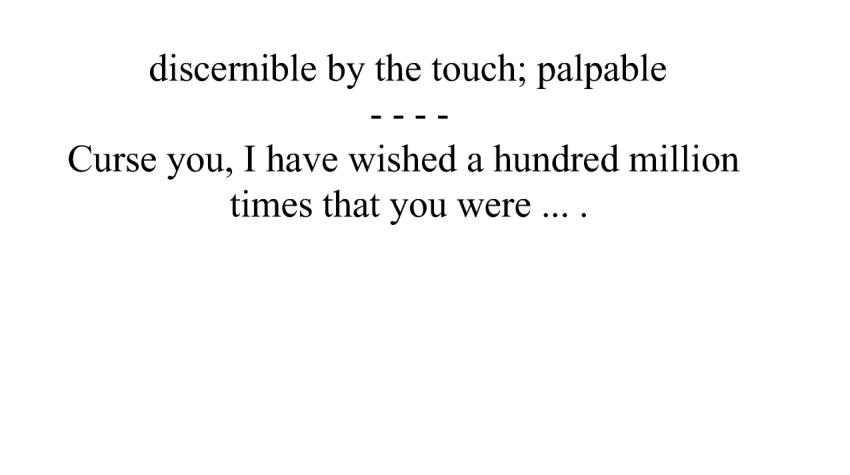 discernible by the touch; palpable
- - - -
Curse you, I have wished a hundred million
times that you were ... .